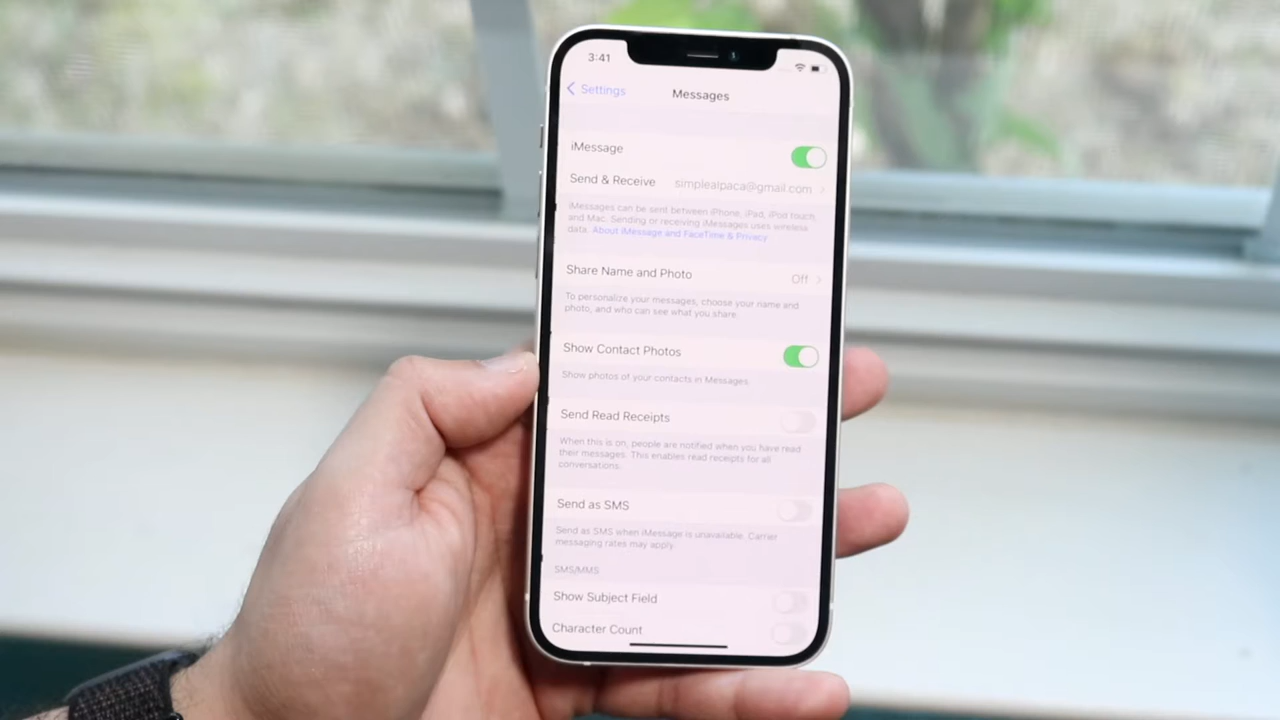 3:41
Settings
Messages
iMessage
Send & Receive simplealpaca@gmail.com
iMessages can be sent between iPhone, iPad, iPod touch,
and Mac. Sending or receiving iMessages uses wireless
data. About iMessage and FaceTime & Privacy
Share Name and Photo Off
To personalize your messages, choose your name and
photo, and who can see what you share.
Show Contact Photos
Show photos of your contacts in Messages.
Send Read Receipts
When this is on, people are notified when you have read
their messages. This enables read receipts for all
conversations.
Send as SMS
Send as SMS when iMessage is unavailable. Carrier
messaging rates may apply.
SMS/MMS
Show Subject Field
Character Count